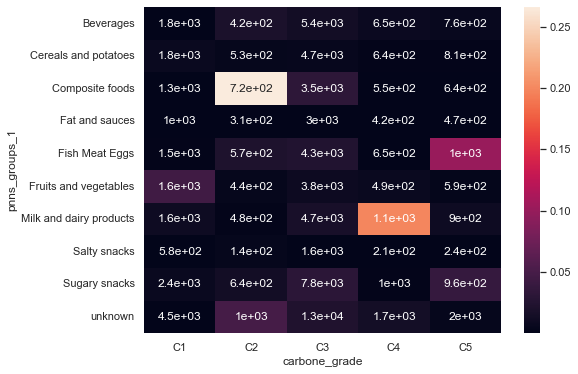 Beverages 1.8e+03 4.2e+02 5.4e+03 6.5e+02 7.6e+02
Cereals and potatoes 1.8e+03 5.3e+02 4.7e+03 6.4e+02 8.1e+02
Composite foods 1.3e+03 7.2e+02 3.5e+03 5.5e+02 6.4e+02
Fat and sauces 1e+03 3.1e+02 3e+03 4.2e+02 4.7e+02
Fish Meat Eggs 1.5e+03 5.7e+02 4.3e+03 6.5e+02 1e+03
Fruits and vegetables 1.6e+03 4.4e+02 3.8e+03 4.9e+02 5.9e+02
Milk and dairy products 1.6e+03 4.8e+02 4.7e+03 1.1e+03 9e+02
Salty snacks 5.8e+02 1.4e+02 1.6e+03 2.1e+02 2.4e+02
Sugary snacks 2.4e+03 6.4e+02 7.8e+03 1e+03 9.6e+02
unknown 4.5e+03 1e+03 1.3e+04 1.7e+03 2e+03
C1 C2 C3 C4 C5
carbone_grade
pnns_groups_1
0.25
0.20
0.15
0.10
0.05